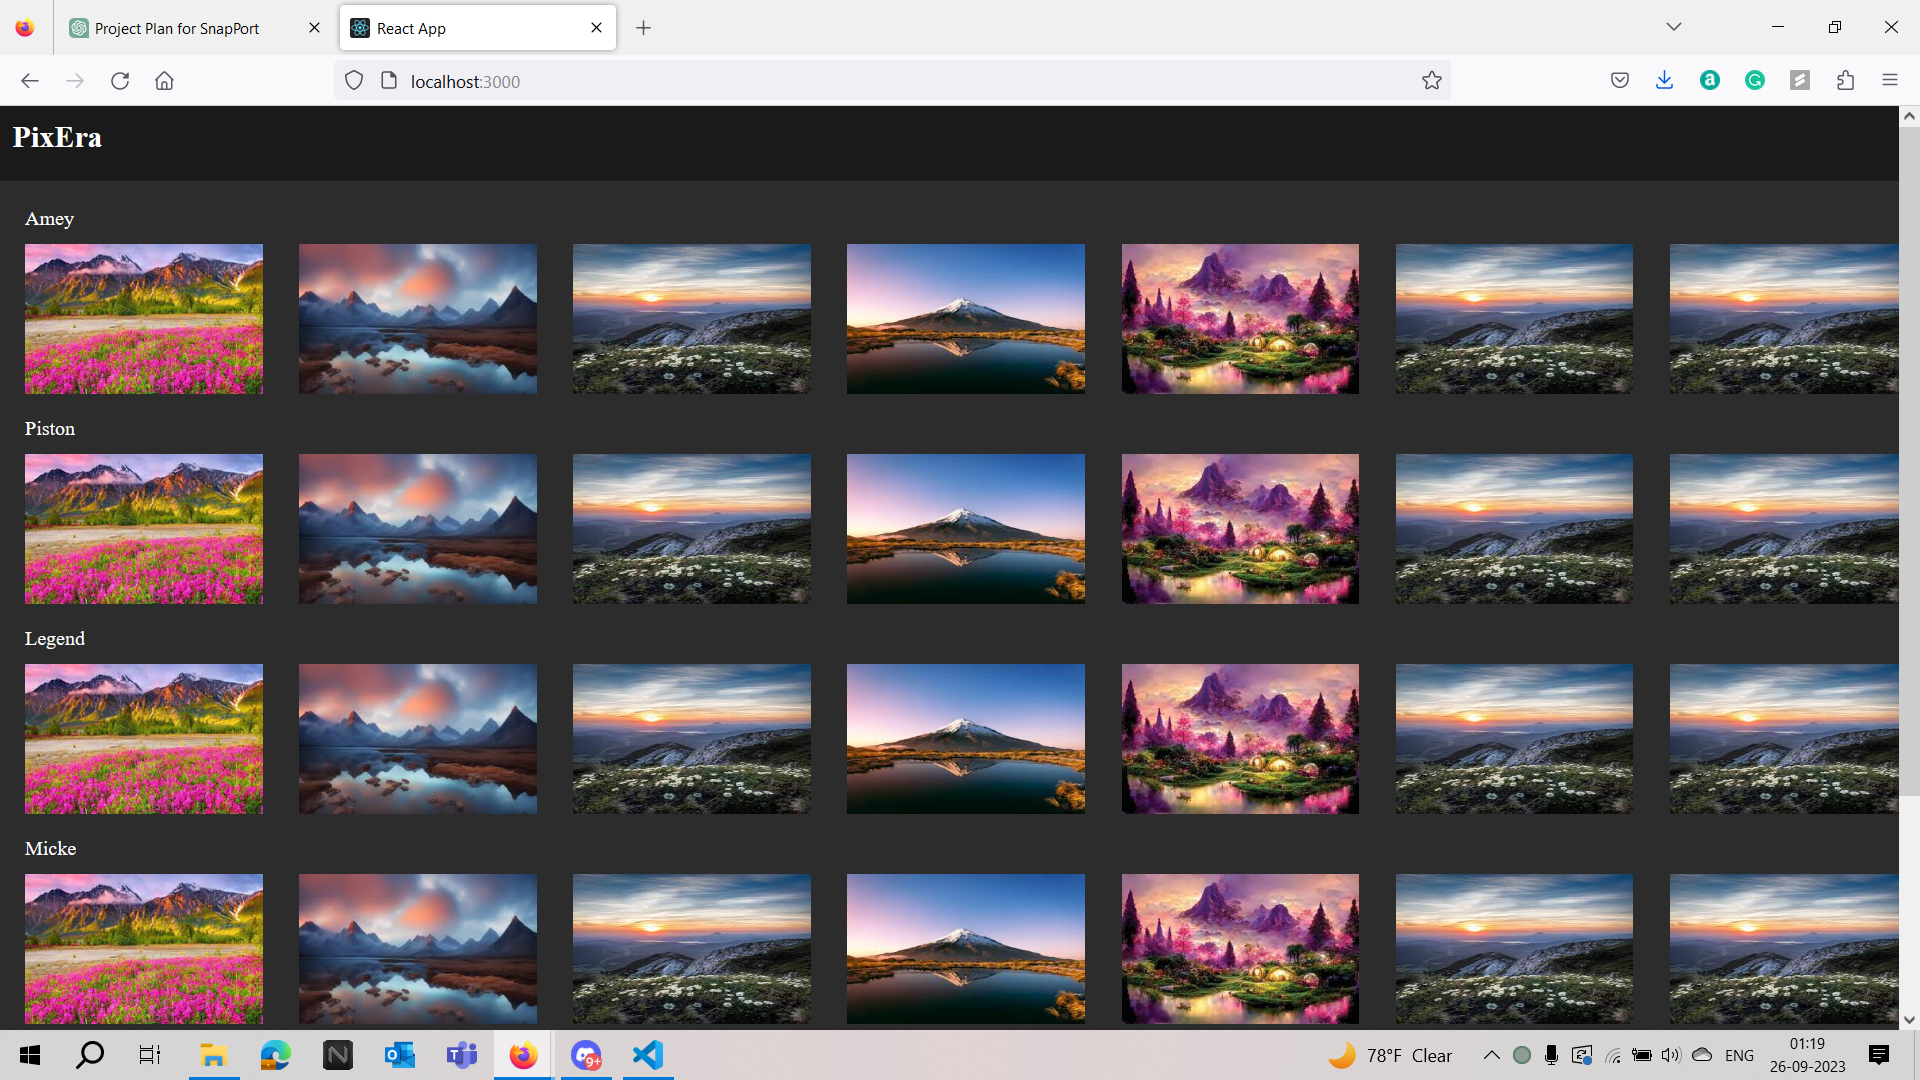 Project Plan for SnapPort
React App
localhost:3000
PixEra
Amey
Piston
Legend
Micke
9+
78°F Clear
ENG
01:19
26-09-2023